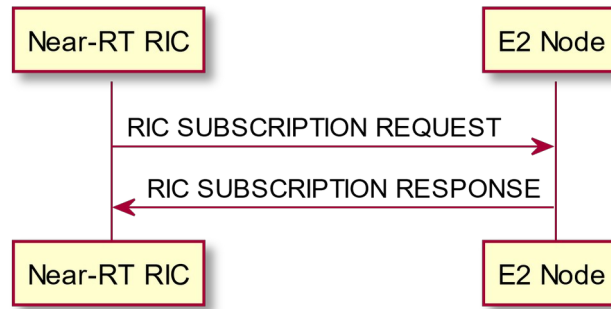 Near-RT RIC
E2 Node
RIC SUBSCRIPTION REQUEST
RIC SUBSCRIPTION RESPONSE
Near-RT RIC
E2 Node